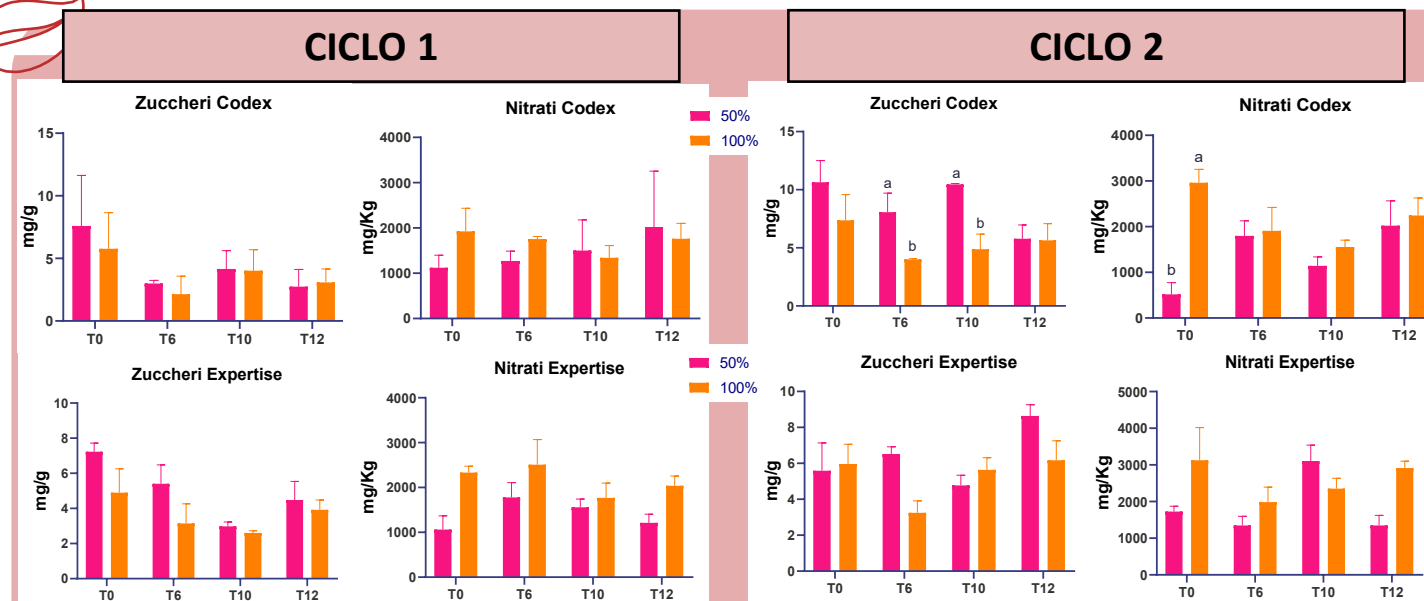 CICLO 1
CICLO 2
Zuccheri Codex
mg/g
15
10
5
0
T0 T6 T10 T12
Nitrati Codex
mg/Kg
4000
3000
2000
1000
0
T0 T6 T10 T12
50%
100%
Zuccheri Codex
mg/g
15
10
5
0
a
b
a
b
T0 T6 T10 T12
Nitrati Codex
mg/Kg
4000
3000
2000
1000
0
b
a
T0 T6 T10 T12
Zuccheri Expertise
mg/g
10
8
6
4
2
0
T0 T6 T10 T12
Nitrati Expertise
mg/Kg
4000
3000
2000
1000
0
T0 T6 T10 T12
50%
100%
Zuccheri Expertise
mg/g
10
8
6
4
2
0
T0 T6 T10 T12
Nitrati Expertise
mg/Kg
5000
4000
3000
2000
1000
0
T0 T6 T10 T12